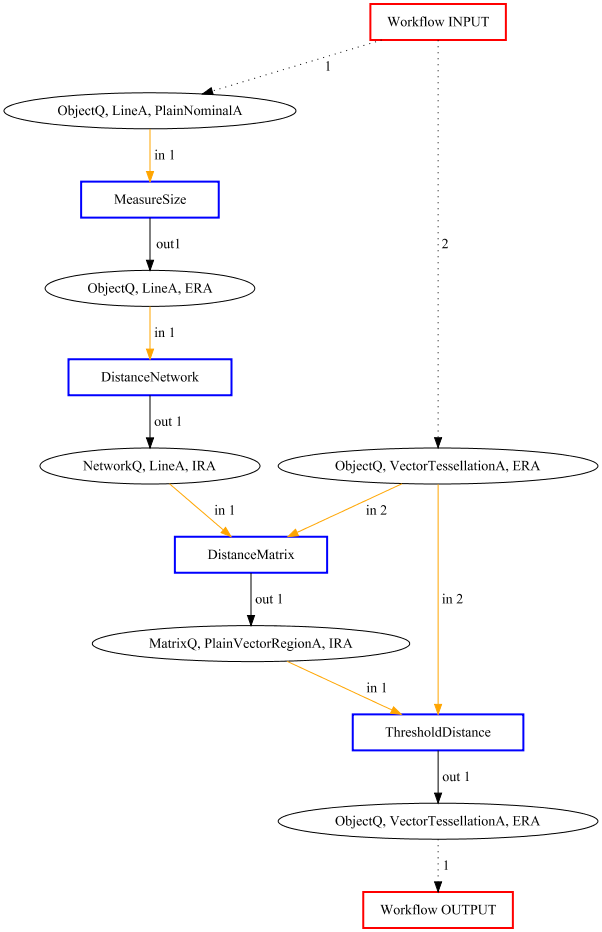 Workflow INPUT
1
ObjectQ, LineA, PlainNominalA
in 1
MeasureSize
2
out1
ObjectQ, LineA, ERA
in 1
DistanceNetwork
out 1
NetworkQ, LineA, IRA
ObjectQ, VectorTessellationA, ERA
in 1
in 2
DistanceMatrix
out 1
in 2
MatrixQ, PlainVectorRegionA, IRA
in 1
ThresholdDistance
out 1
ObjectQ, VectorTessellationA, ERA
1
Workflow OUTPUT